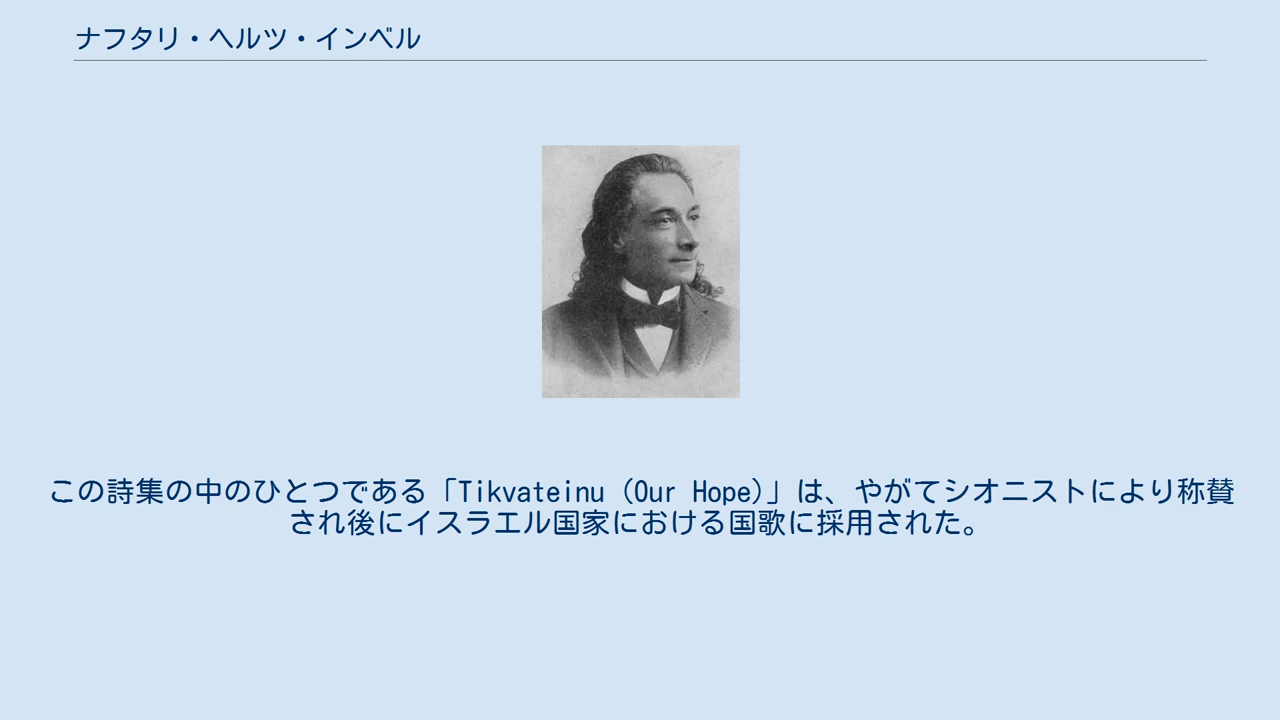 ナフタリ・ヘルツ・インベル
この詩集の中のひとつである「Tikvateinu (Our Hope)」は、やがてシオニストにより称賛
され後にイスラエル国家における国歌に採用された。